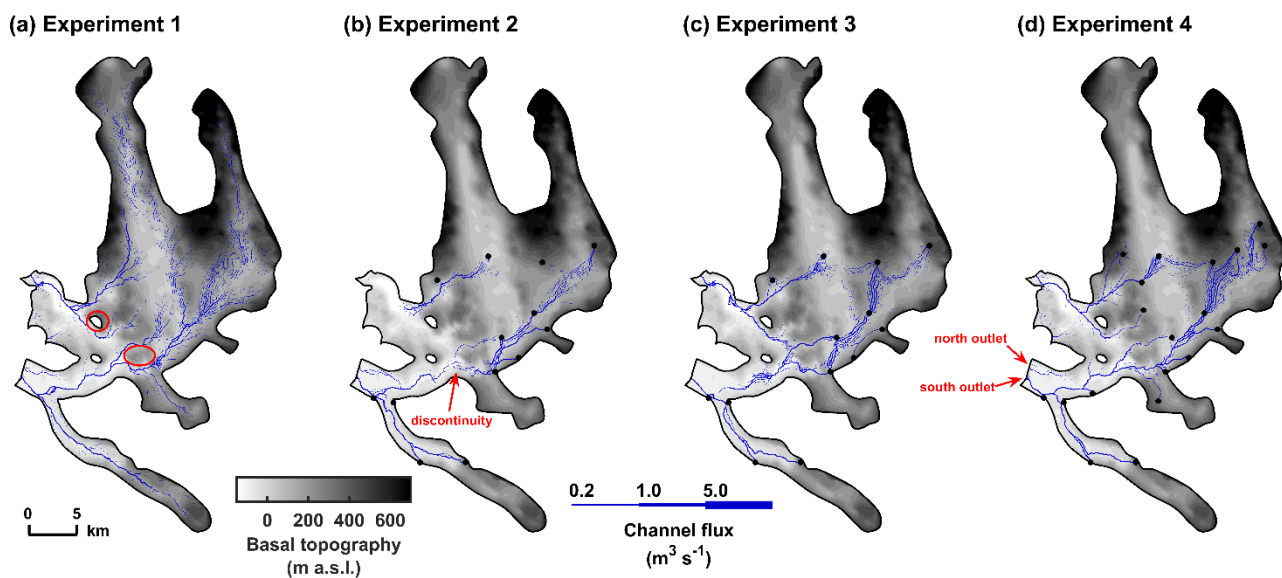 (a) Experiment 1
(b) Experiment 2
(c) Experiment 3
(d) Experiment 4
north outlet
south outlet
discontinuity
0 5
km
0 200 400 600
Basal topography
(m a.s.l.)
0.2 1.0 5.0
Channel flux
(m³ s⁻¹)